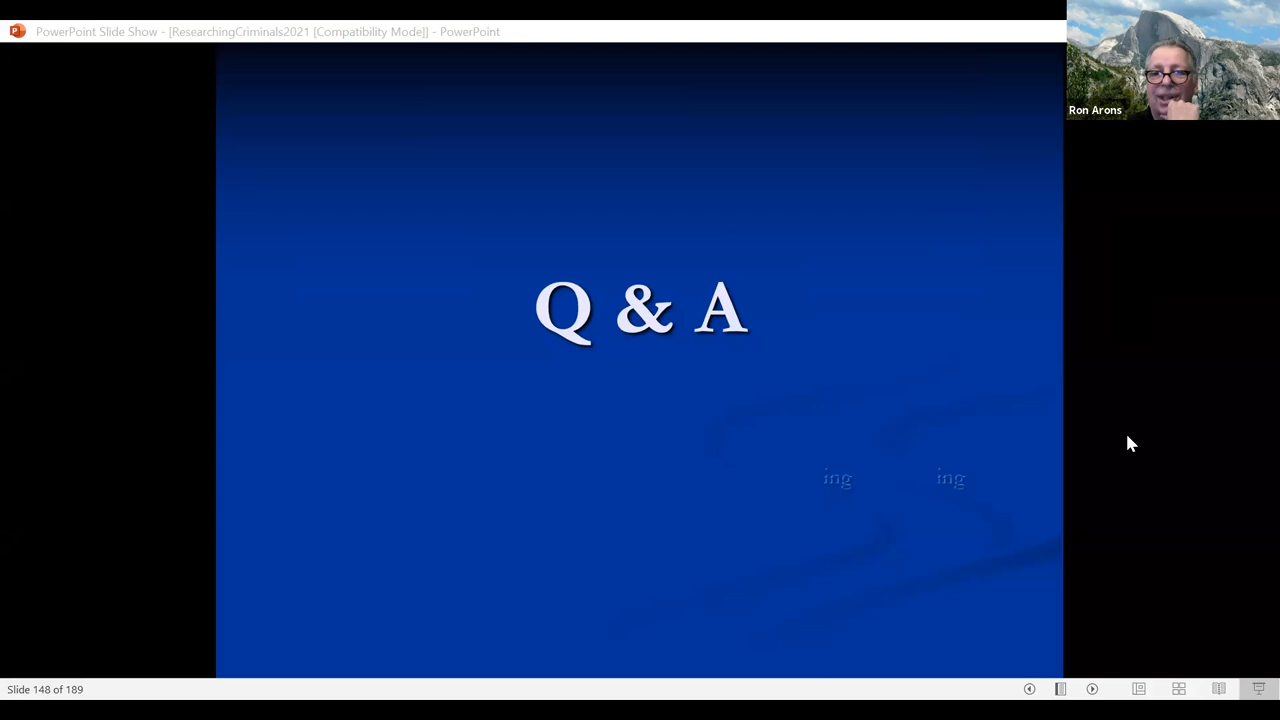 PowerPoint Slide Show - [ResearchingCriminals2021 [Compatibility Mode]] - PowerPoint
Ron Arons
Q & A
ing ing
Slide 148 of 189